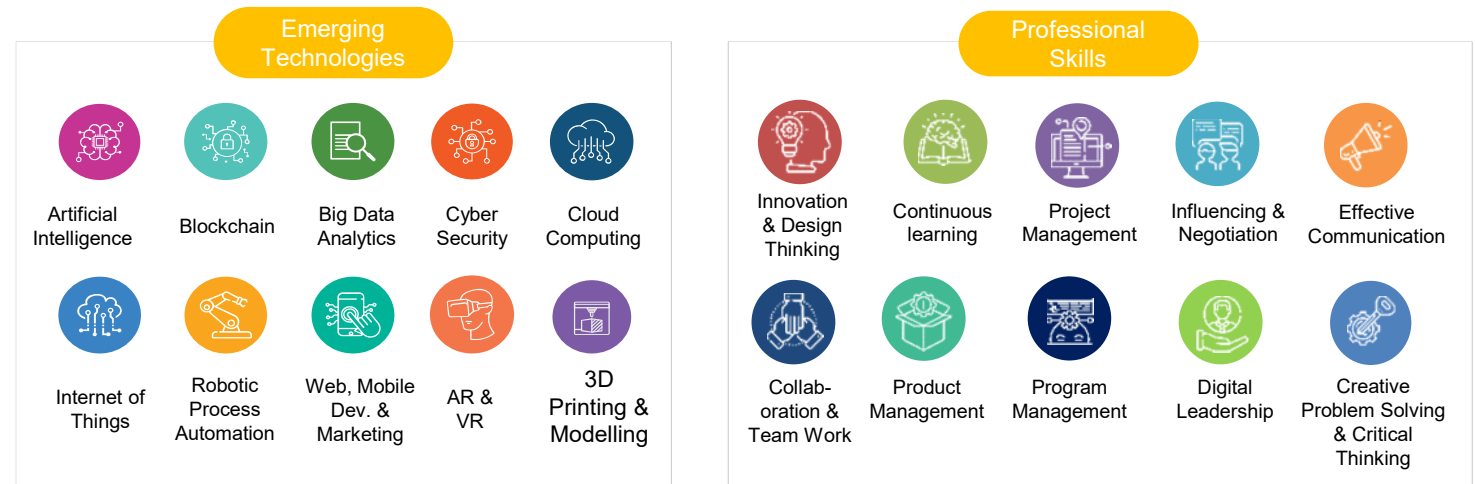 Emerging
Technologies
Artificial
Intelligence
Blockchain
Big Data
Analytics
Cyber
Security
Cloud
Computing
Internet of
Things
Robotic
Process
Automation
Web, Mobile
Dev. &
Marketing
AR &
VR
3D
Printing &
Modelling
Professional
Skills
Innovation
& Design
Thinking
Continuous
learning
Project
Management
Influencing &
Negotiation
Effective
Communication
Collab-
oration &
Team Work
Product
Management
Program
Management
Digital
Leadership
Creative
Problem Solving
& Critical
Thinking